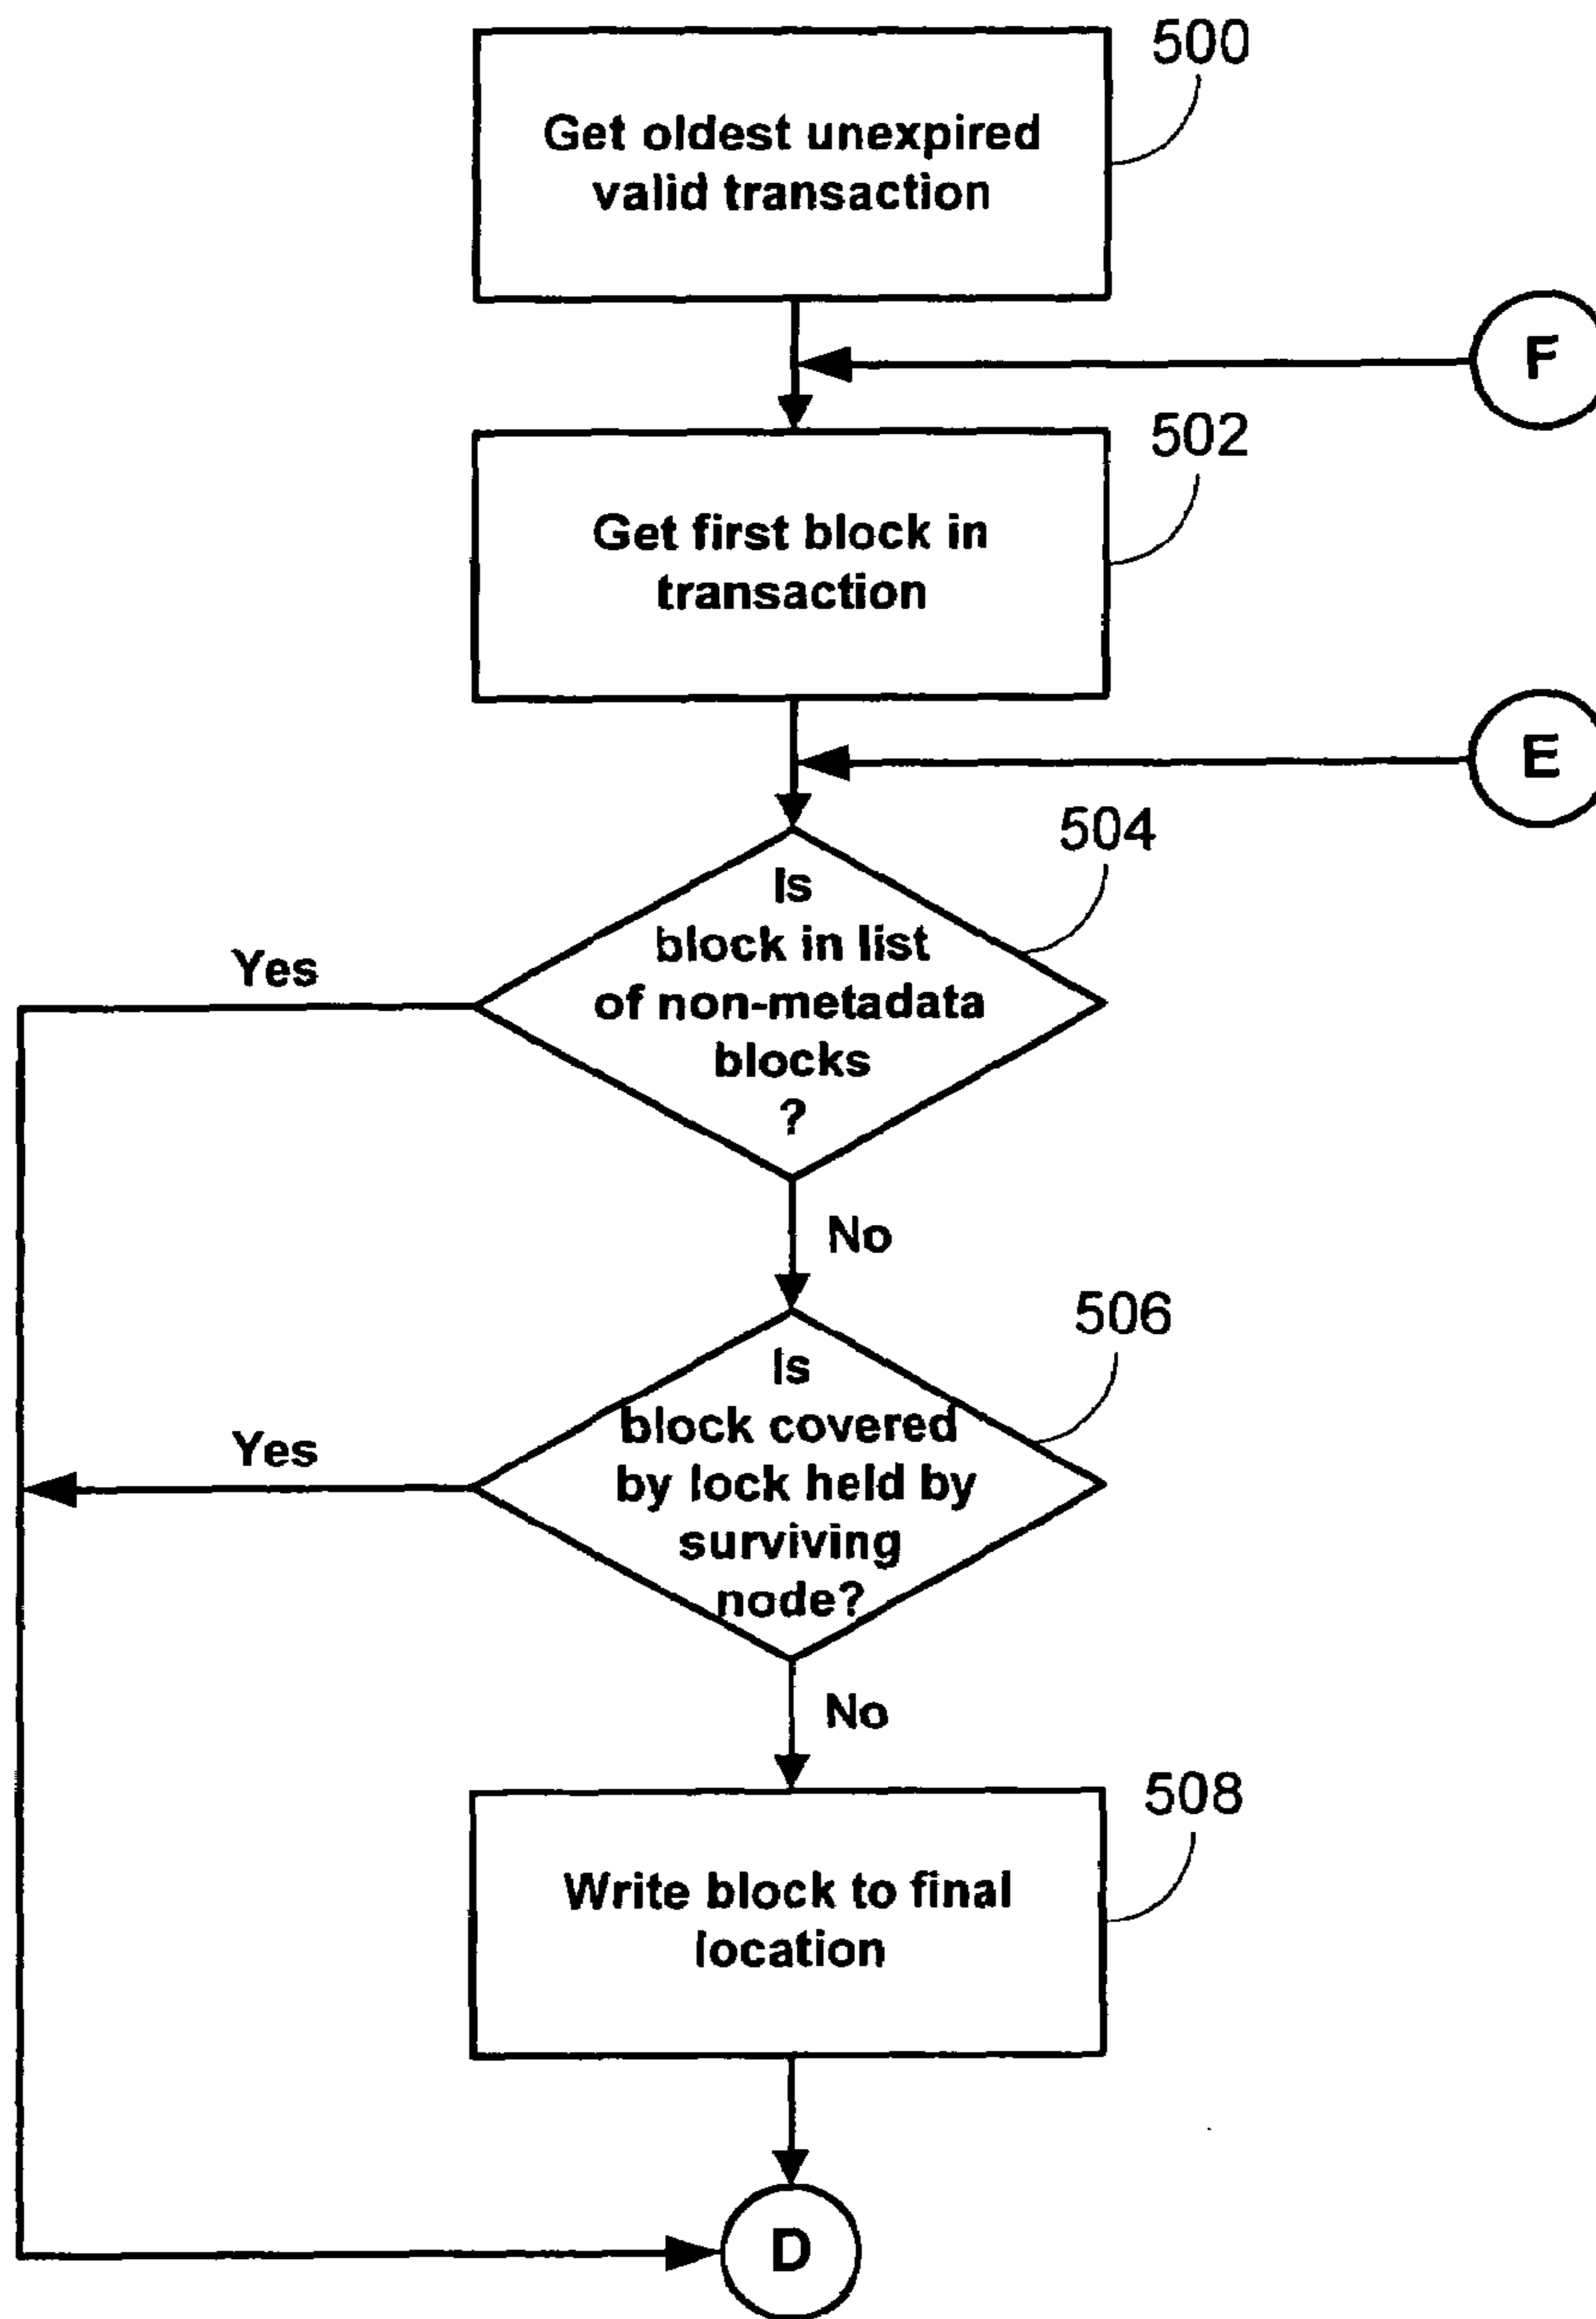 500
Get oldest unexpired
valid transaction
F
502
Get first block in
transaction
E
504
Is
block in list
of non-metadata
blocks
?
Yes
No
506
Is
block covered
by lock held by
surviving
node?
Yes
No
508
Write block to final
location
D